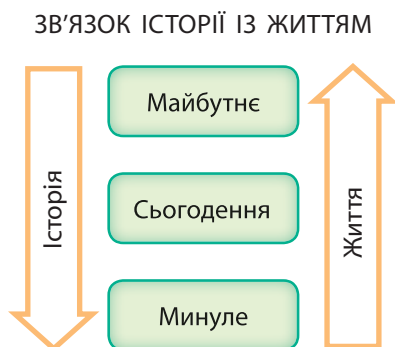 ЗВ'ЯЗОК ІСТОРІЇ ІЗ ЖИТТЯМ
Майбутнє
Сьогодення
Минуле
Історія
Життя